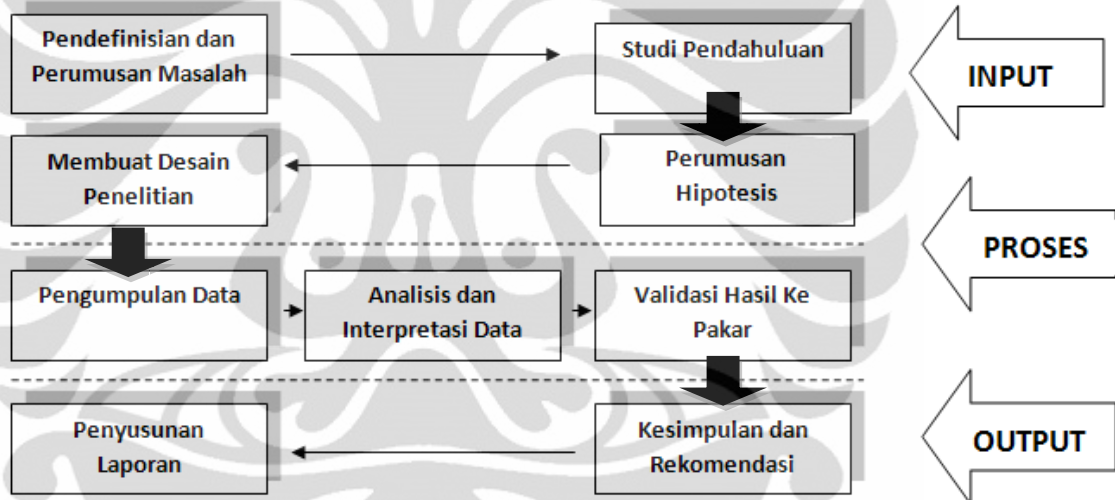 Pendefinisian dan
Perumusan Masalah
Studi Pendahuluan
INPUT
Membuat Desain
Penelitian
Perumusan
Hipotesis
PROSES
Pengumpulan Data
Analisis dan
Interpretasi Data
Validasi Hasil Ke
Pakar
Penyusunan
Laporan
Kesimpulan dan
Rekomendasi
OUTPUT